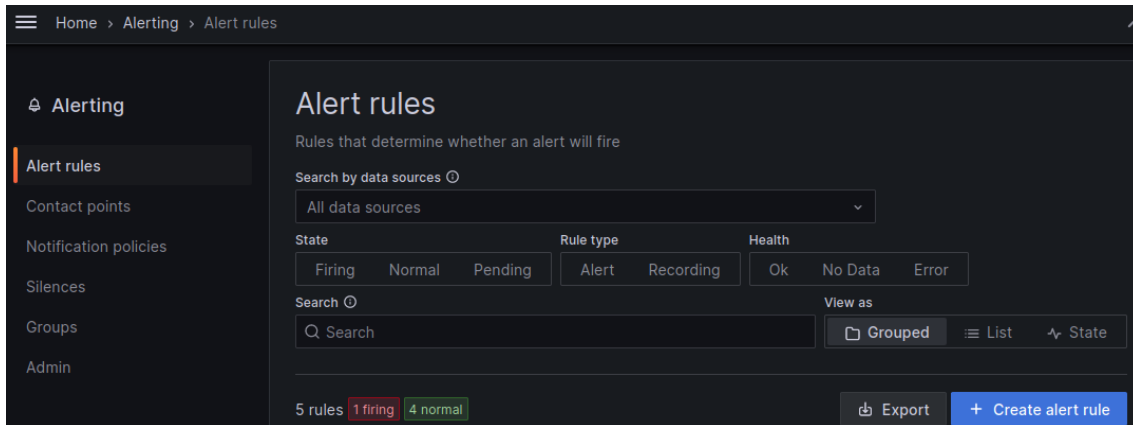 Home › Alerting › Alert rules
Alerting
Alert rules
Contact points
Notification policies
Silences
Groups
Admin
Alert rules
Rules that determine whether an alert will fire
Search by data sources
All data sources
State Rule type Health
Firing Normal Pending Alert Recording Ok No Data Error
Search View as
Search Grouped List State
5 rules 1 firing 4 normal Export + Create alert rule